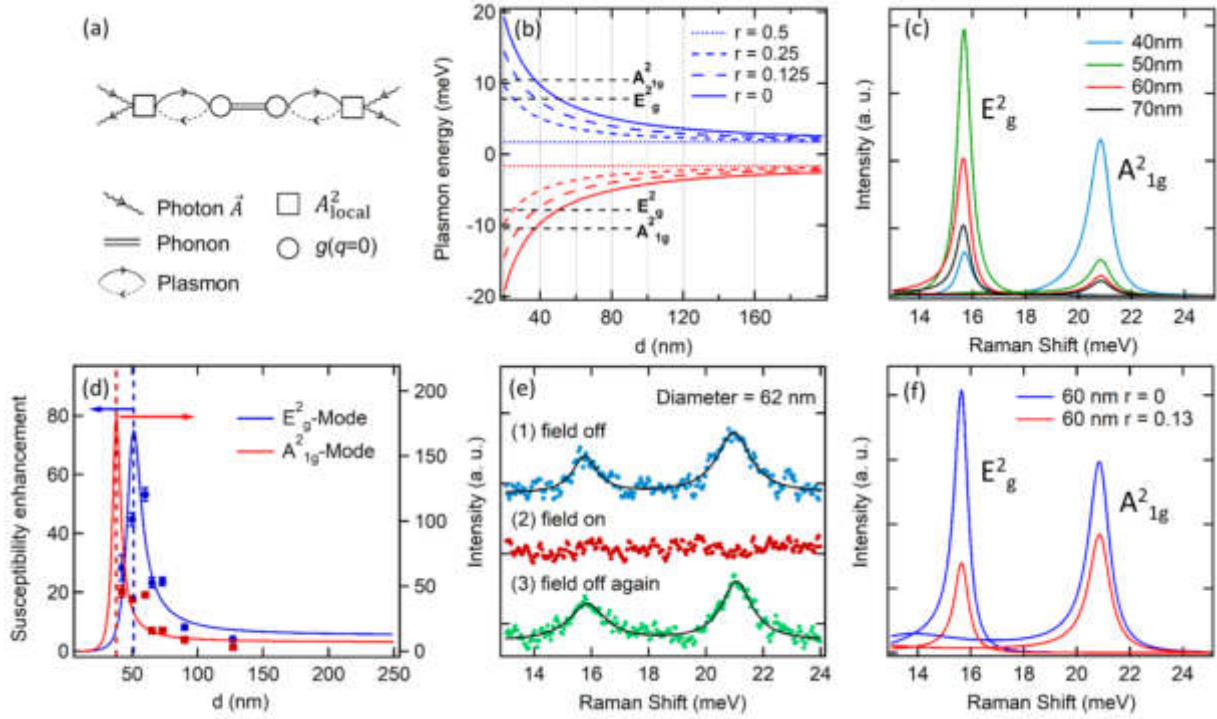 (a)
Photon A⃗
A²local
Phonon
g(q=0)
Plasmon
(b)
Plasmon energy (meV)
20
10
0
-10
-20
r = 0.5
r = 0.25
r = 0.125
r = 0
A²1g
E²g
E²g
A²1g
40
80
120
160
d (nm)
(c)
Intensity (a. u.)
40nm
50nm
60nm
70nm
E²g
A²1g
14 16 18 20 22 24
Raman Shift (meV)
(d)
Susceptibility enhancement
80
60
40
20
0
200
150
100
50
0
E²g-Mode
A²1g-Mode
0 50 100 150 200 250
d (nm)
(e)
Diameter = 62 nm
Intensity (a. u.)
(1) field off
(2) field on
(3) field off again
14 16 18 20 22 24
Raman Shift (meV)
(f)
Intensity (a. u.)
60 nm r = 0
60 nm r = 0.13
E²g
A²1g
14 16 18 20 22 24
Raman Shift (meV)